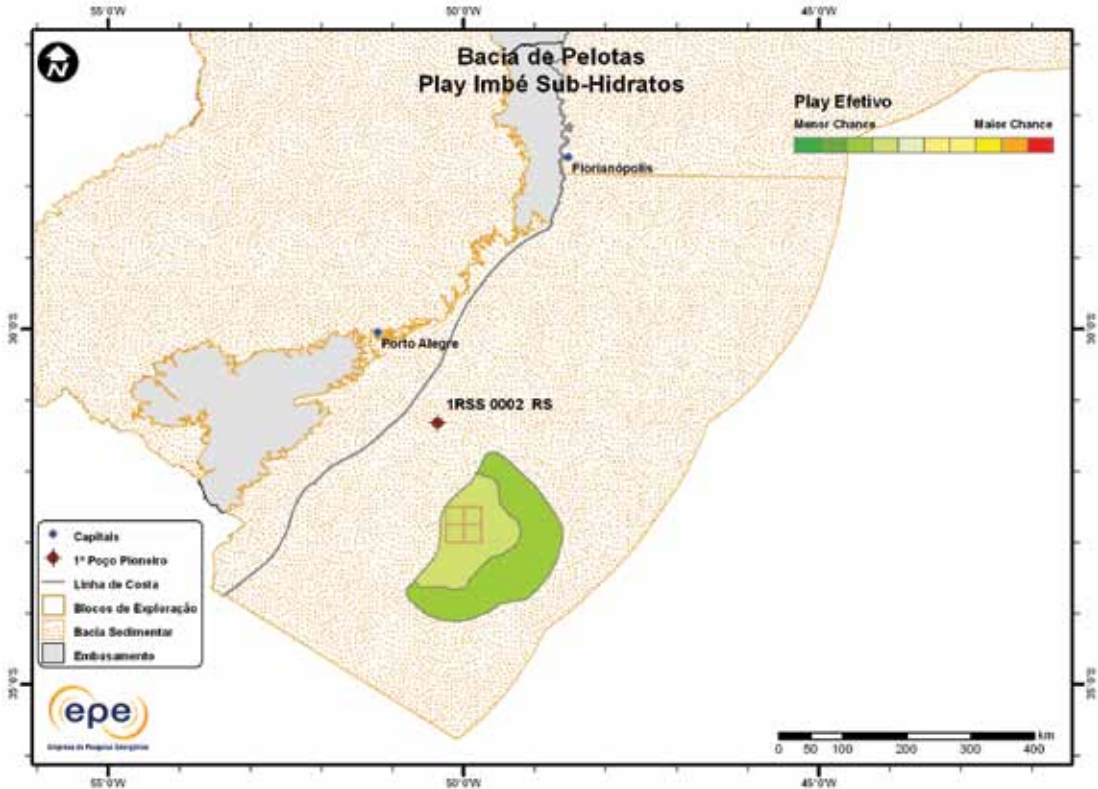 55°0'W 50°0'W 45°0'W
Bacia de Pelotas
Play Imbé Sub-Hidratos
N
Play Efetivo
Menor Chance Maior Chance
Florianópolis
30°0'S 30°0'S
Porto Alegre
1RSS 0002 RS
Capitais
1º Poço Pioneiro
Linha de Costa
Blocos de Exploração
Bacia Sedimentar
Embasamento
35°0'S 35°0'S
epe
Empresa de Pesquisa Energética
km
0 50 100 200 300 400
55°0'W 50°0'W 45°0'W